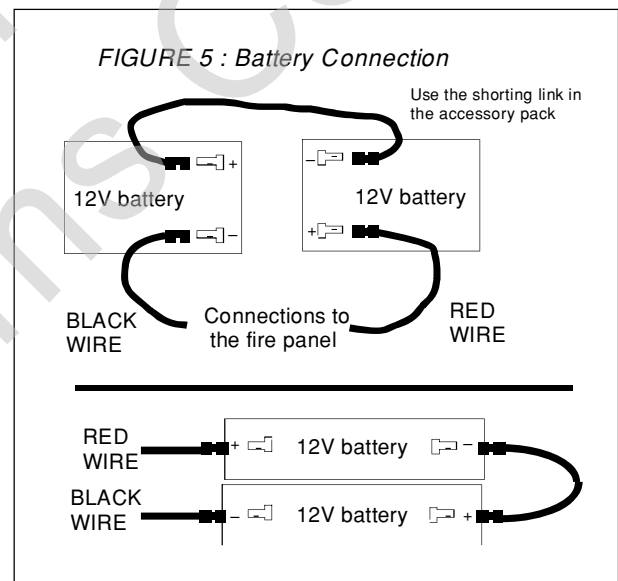 FIGURE 5 : Battery Connection
Use the shorting link in
the accessory pack
+
–
12V battery
12V battery
–
+
BLACK
WIRE
Connections to
the fire panel
RED
WIRE
RED
WIRE
+
12V battery
–
BLACK
WIRE
–
12V battery
+